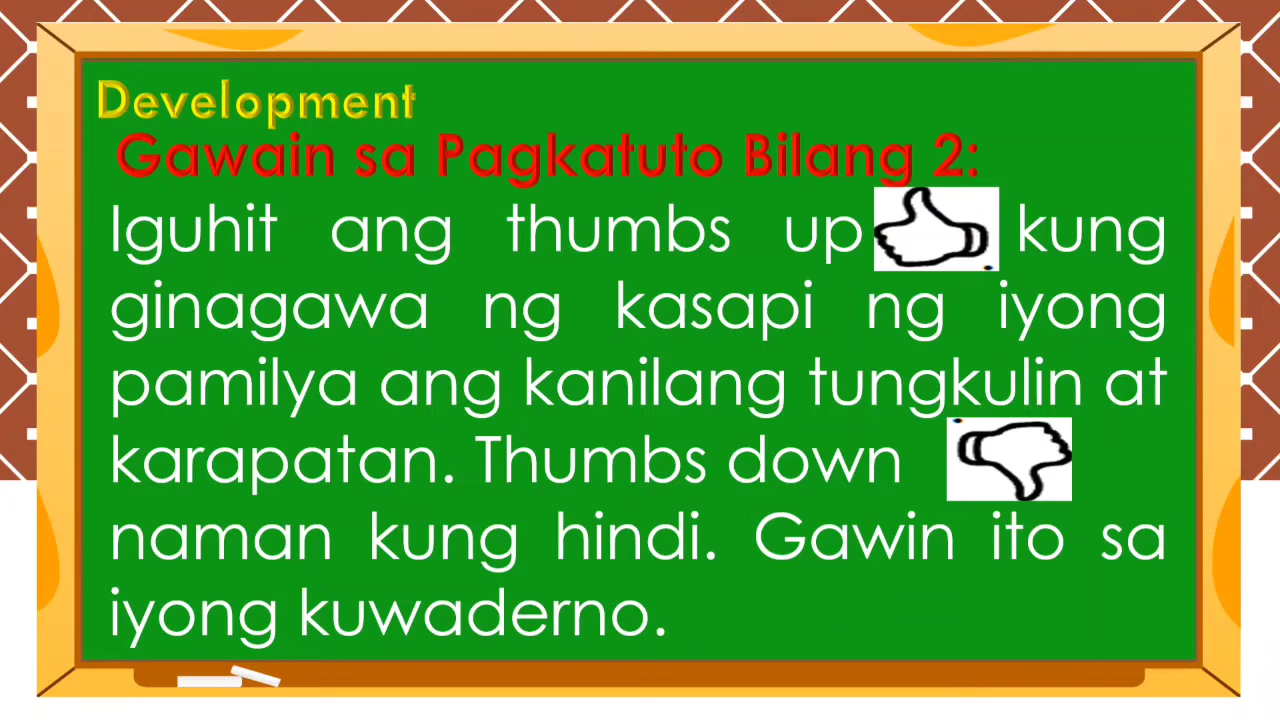 Development
Gawain sa Pagkatuto Bilang 2:
Iguhit ang thumbs up kung
ginagawa ng kasapi ng iyong
pamilya ang kanilang tungkulin at
karapatan. Thumbs down
naman kung hindi. Gawin ito sa
iyong kuwaderno.